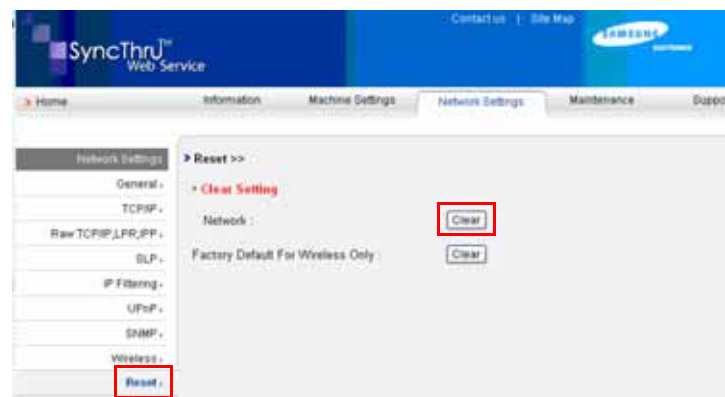 Contact us | Site Map
SAMSUNG
ELECTRONICS
SyncThru™
Web Service
Home
Information
Machine Settings
Network Settings
Maintenance
Suppo
Network Settings
General
TCP/IP
Raw TCP/IP,LPR,IPP
SLP
IP Filtering
UPnP
SNMP
Wireless
Reset
Reset >>
Clear Setting
Network :
Clear
Factory Default For Wireless Only :
Clear